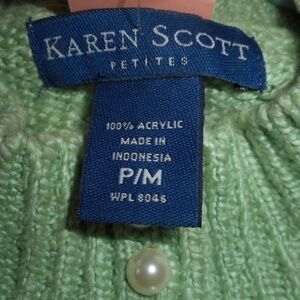 KAREN SCOTT
PETITES
100% ACRYLIC
MADE IN
INDONESIA
P/M
WPL 8046